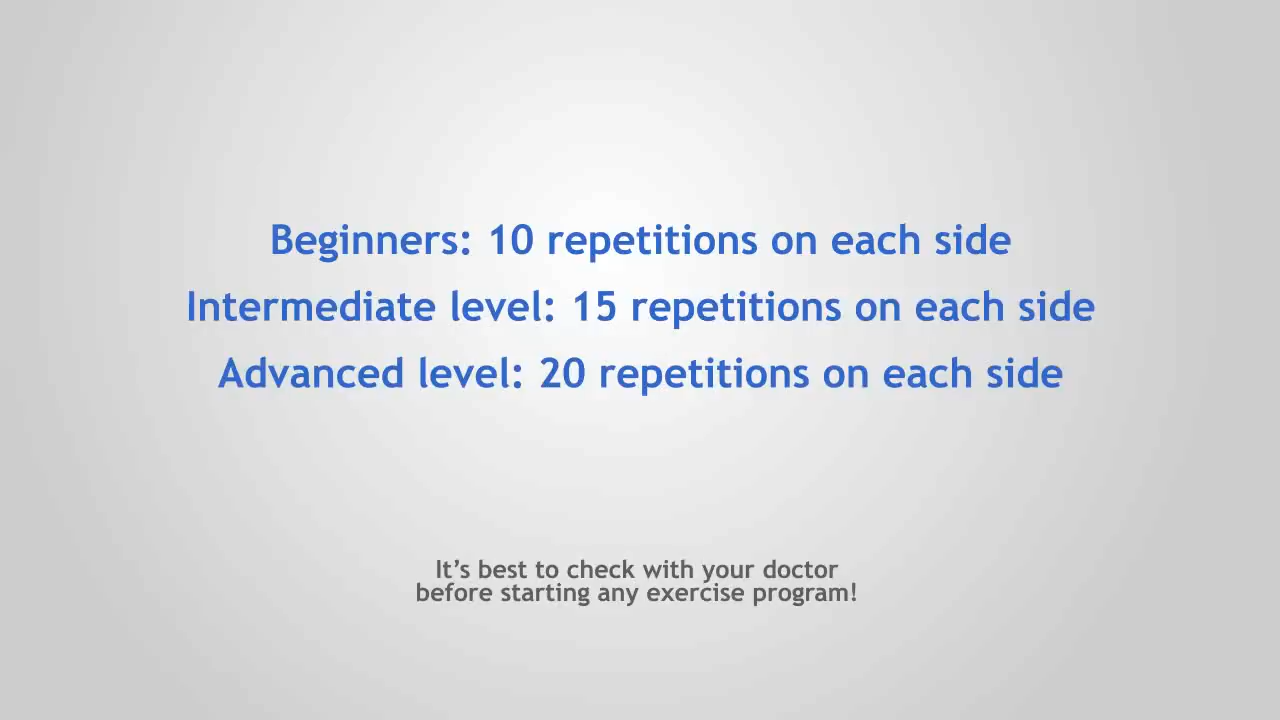 Beginners: 10 repetitions on each side
Intermediate level: 15 repetitions on each side
Advanced level: 20 repetitions on each side
It’s best to check with your doctor
before starting any exercise program!